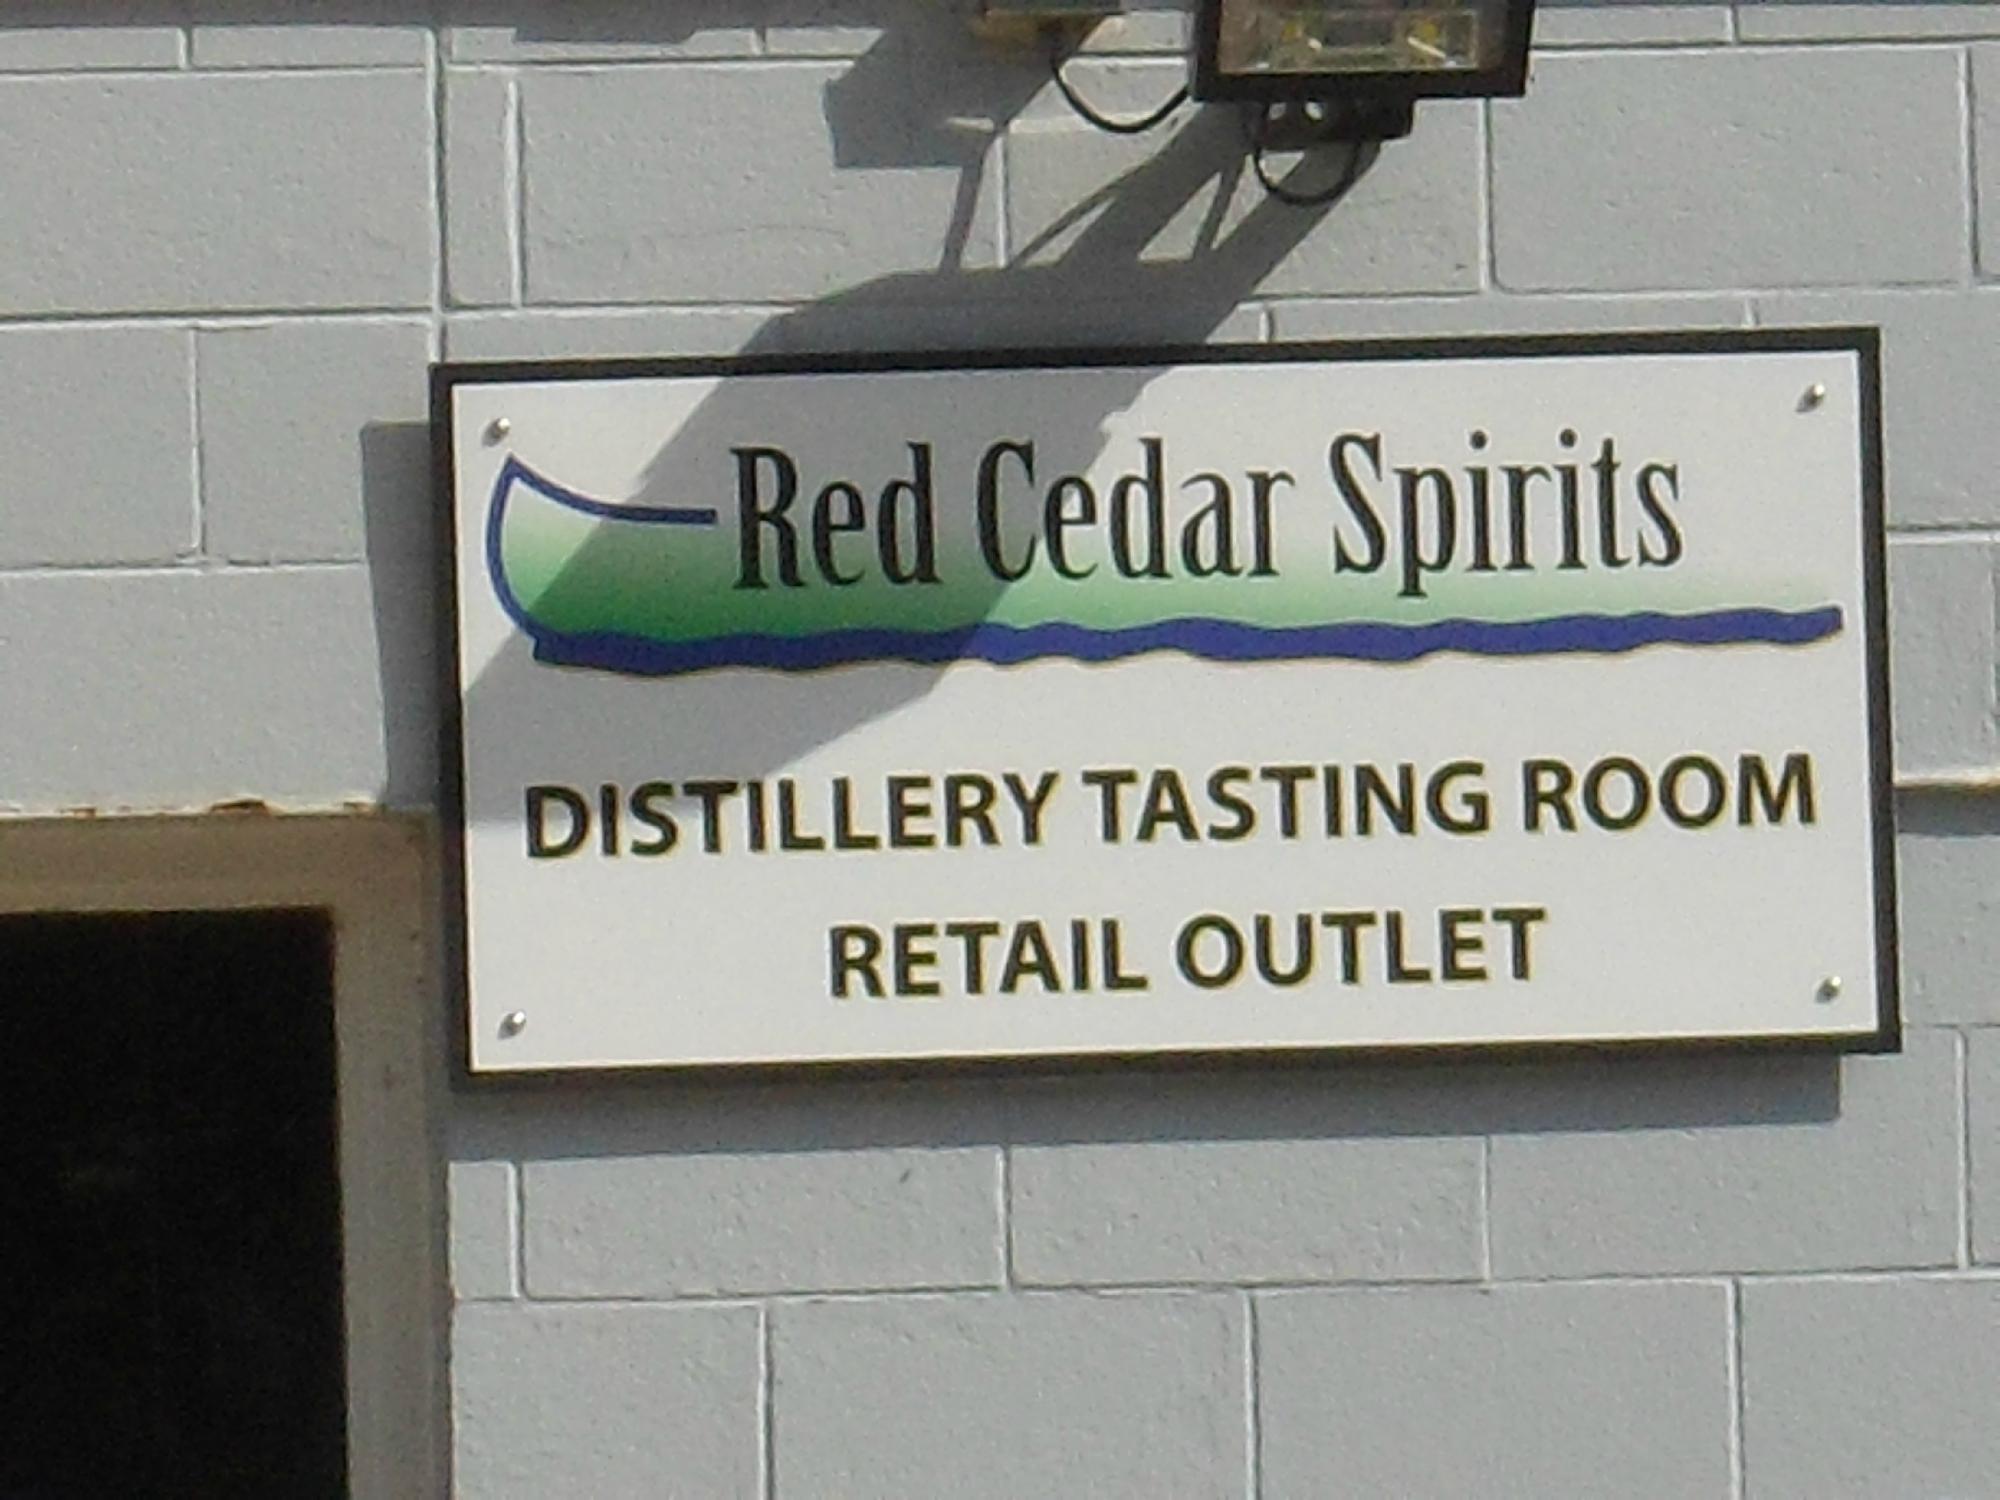 Red Cedar Spirits
DISTILLERY TASTING ROOM
RETAIL OUTLET